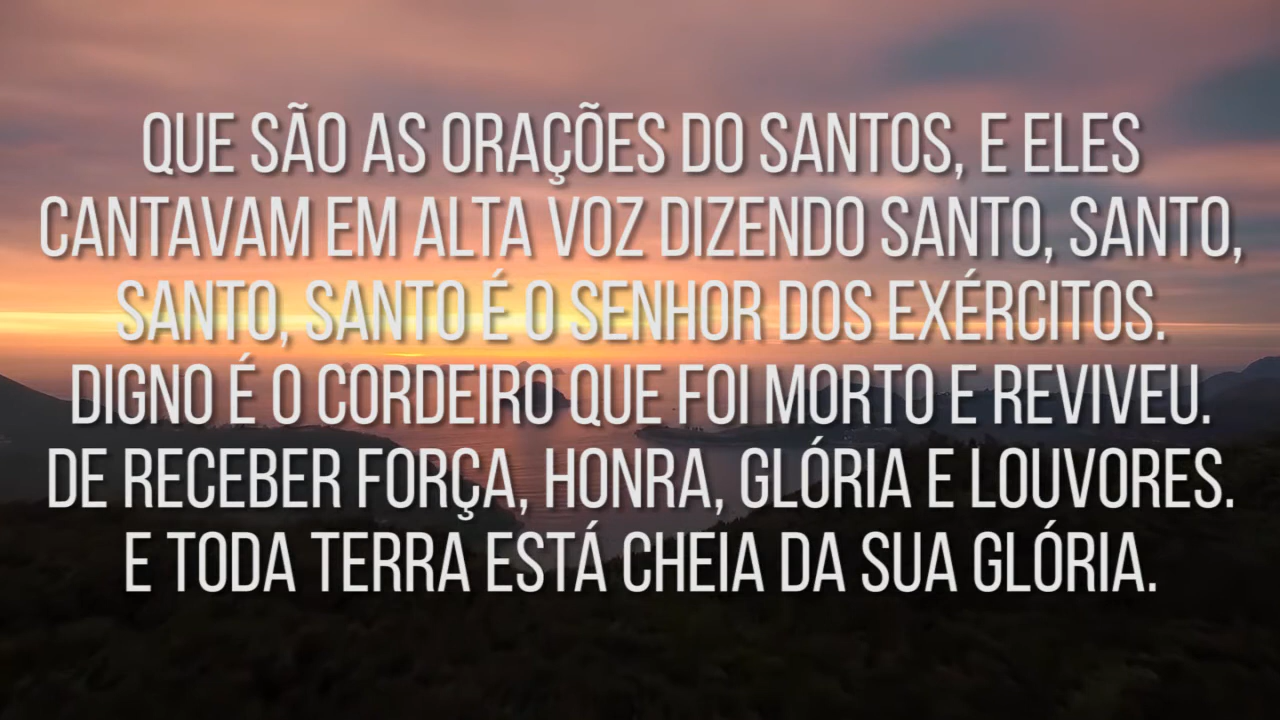 QUE SÃO AS ORAÇÕES DO SANTOS, E ELES
CANTAVAM EM ALTA VOZ DIZENDO SANTO, SANTO,
SANTO, SANTO É O SENHOR DOS EXÉRCITOS.
DIGNO É O CORDEIRO QUE FOI MORTO E REVIVEU.
DE RECEBER FORÇA, HONRA, GLÓRIA E LOUVORES.
E TODA TERRA ESTÁ CHEIA DA SUA GLÓRIA.